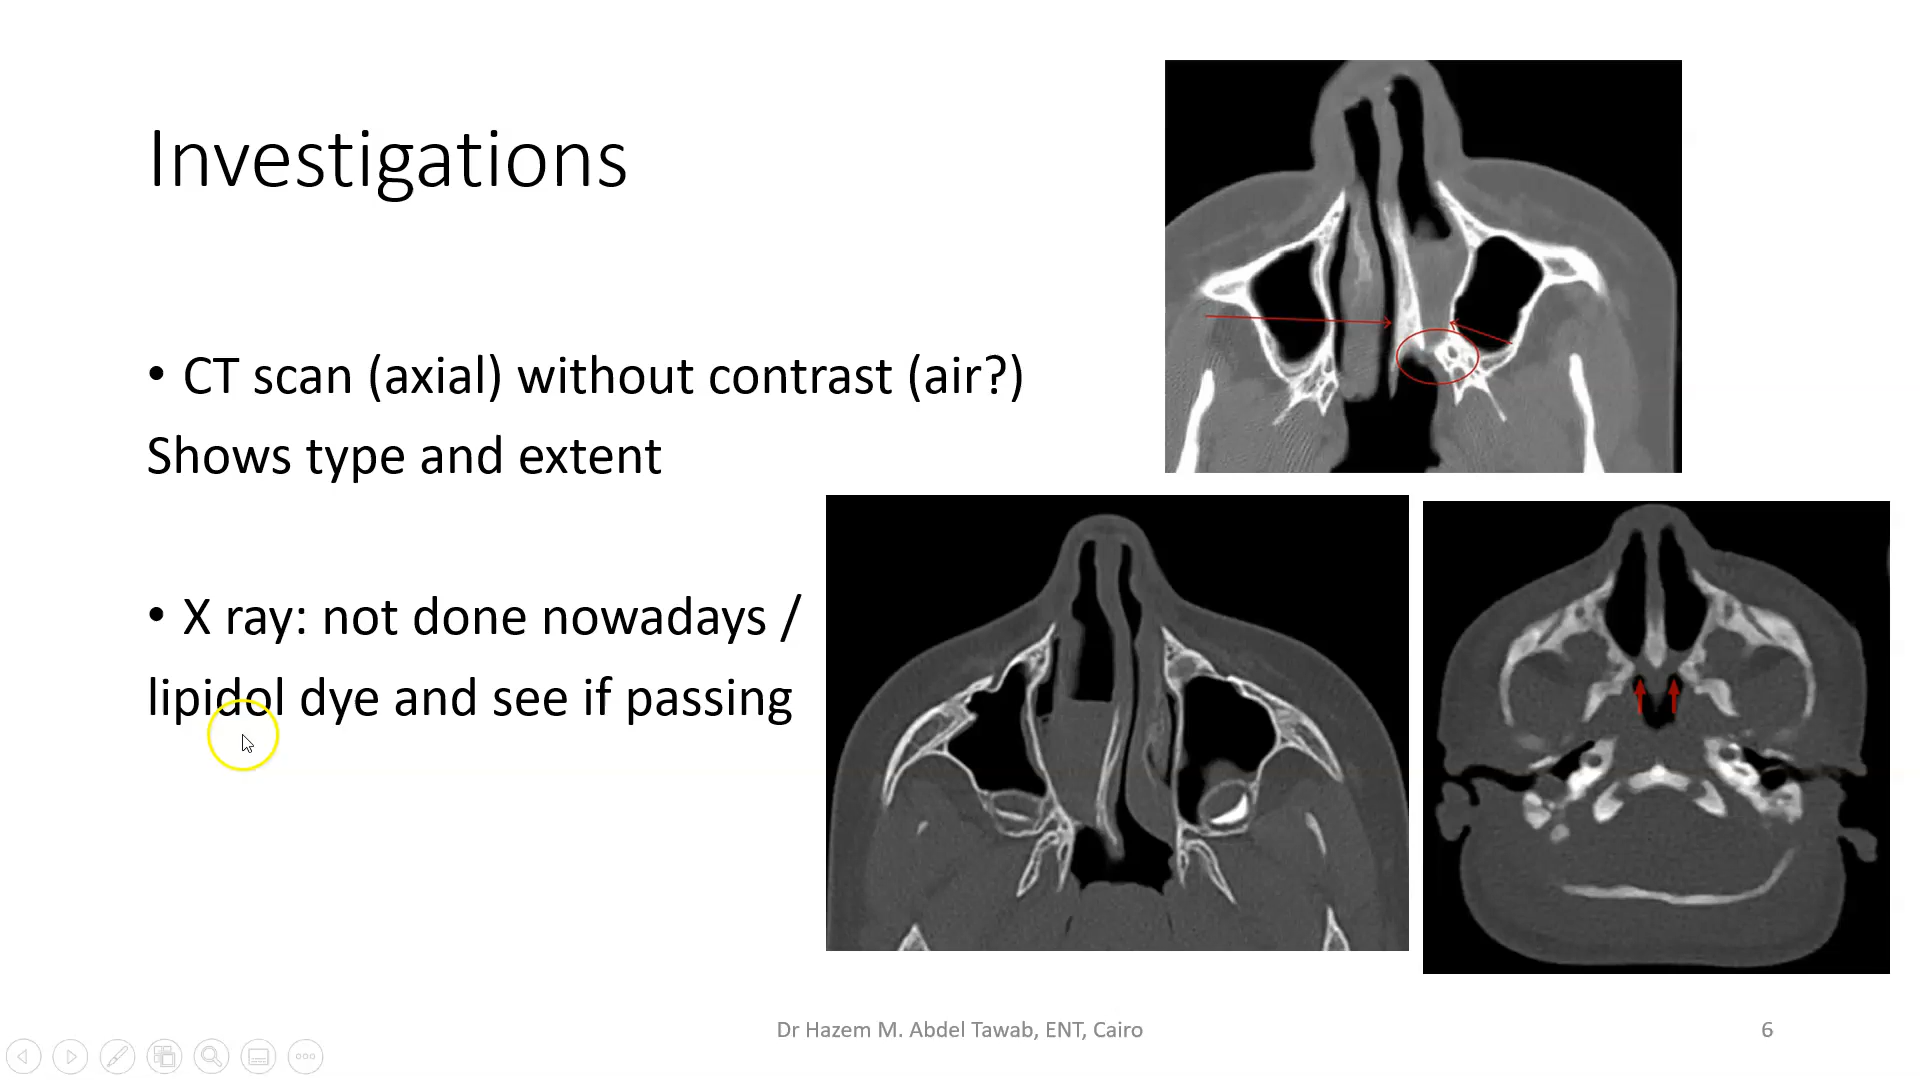 Investigations
• CT scan (axial) without contrast (air?)
Shows type and extent
• X ray: not done nowadays /
lipidol dye and see if passing
Dr Hazem M. Abdel Tawab, ENT, Cairo
6